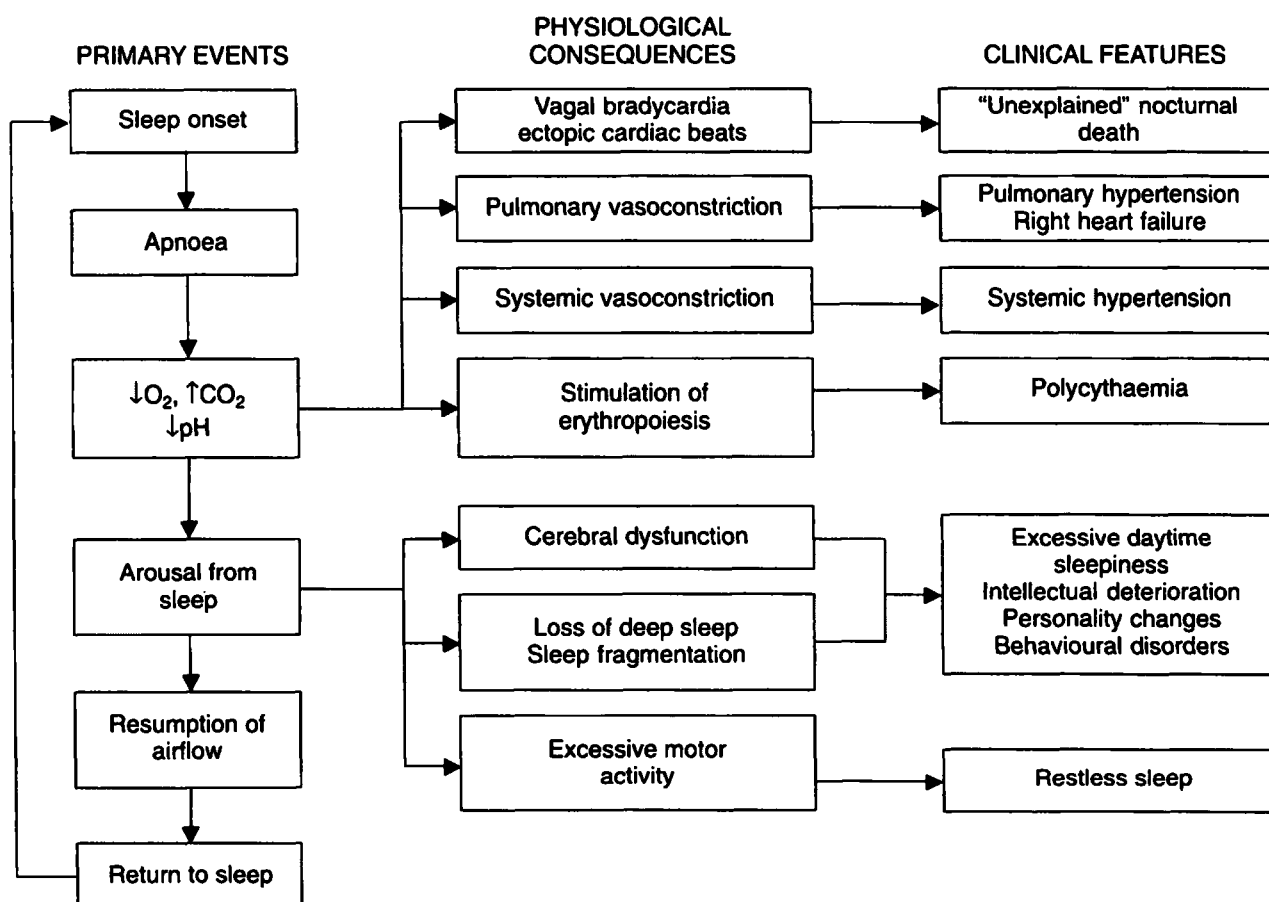 PRIMARY EVENTS
Sleep onset
Apnoea
↓O₂, ↑CO₂
↓pH
Arousal from
sleep
Resumption of
airflow
Return to sleep
PHYSIOLOGICAL
CONSEQUENCES
Vagal bradycardia
ectopic cardiac beats
Pulmonary vasoconstriction
Systemic vasoconstriction
Stimulation of
erythropoiesis
Cerebral dysfunction
Loss of deep sleep
Sleep fragmentation
Excessive motor
activity
CLINICAL FEATURES
"Unexplained" nocturnal
death
Pulmonary hypertension
Right heart failure
Systemic hypertension
Polycythaemia
Excessive daytime
sleepiness
Intellectual deterioration
Personality changes
Behavioural disorders
Restless sleep